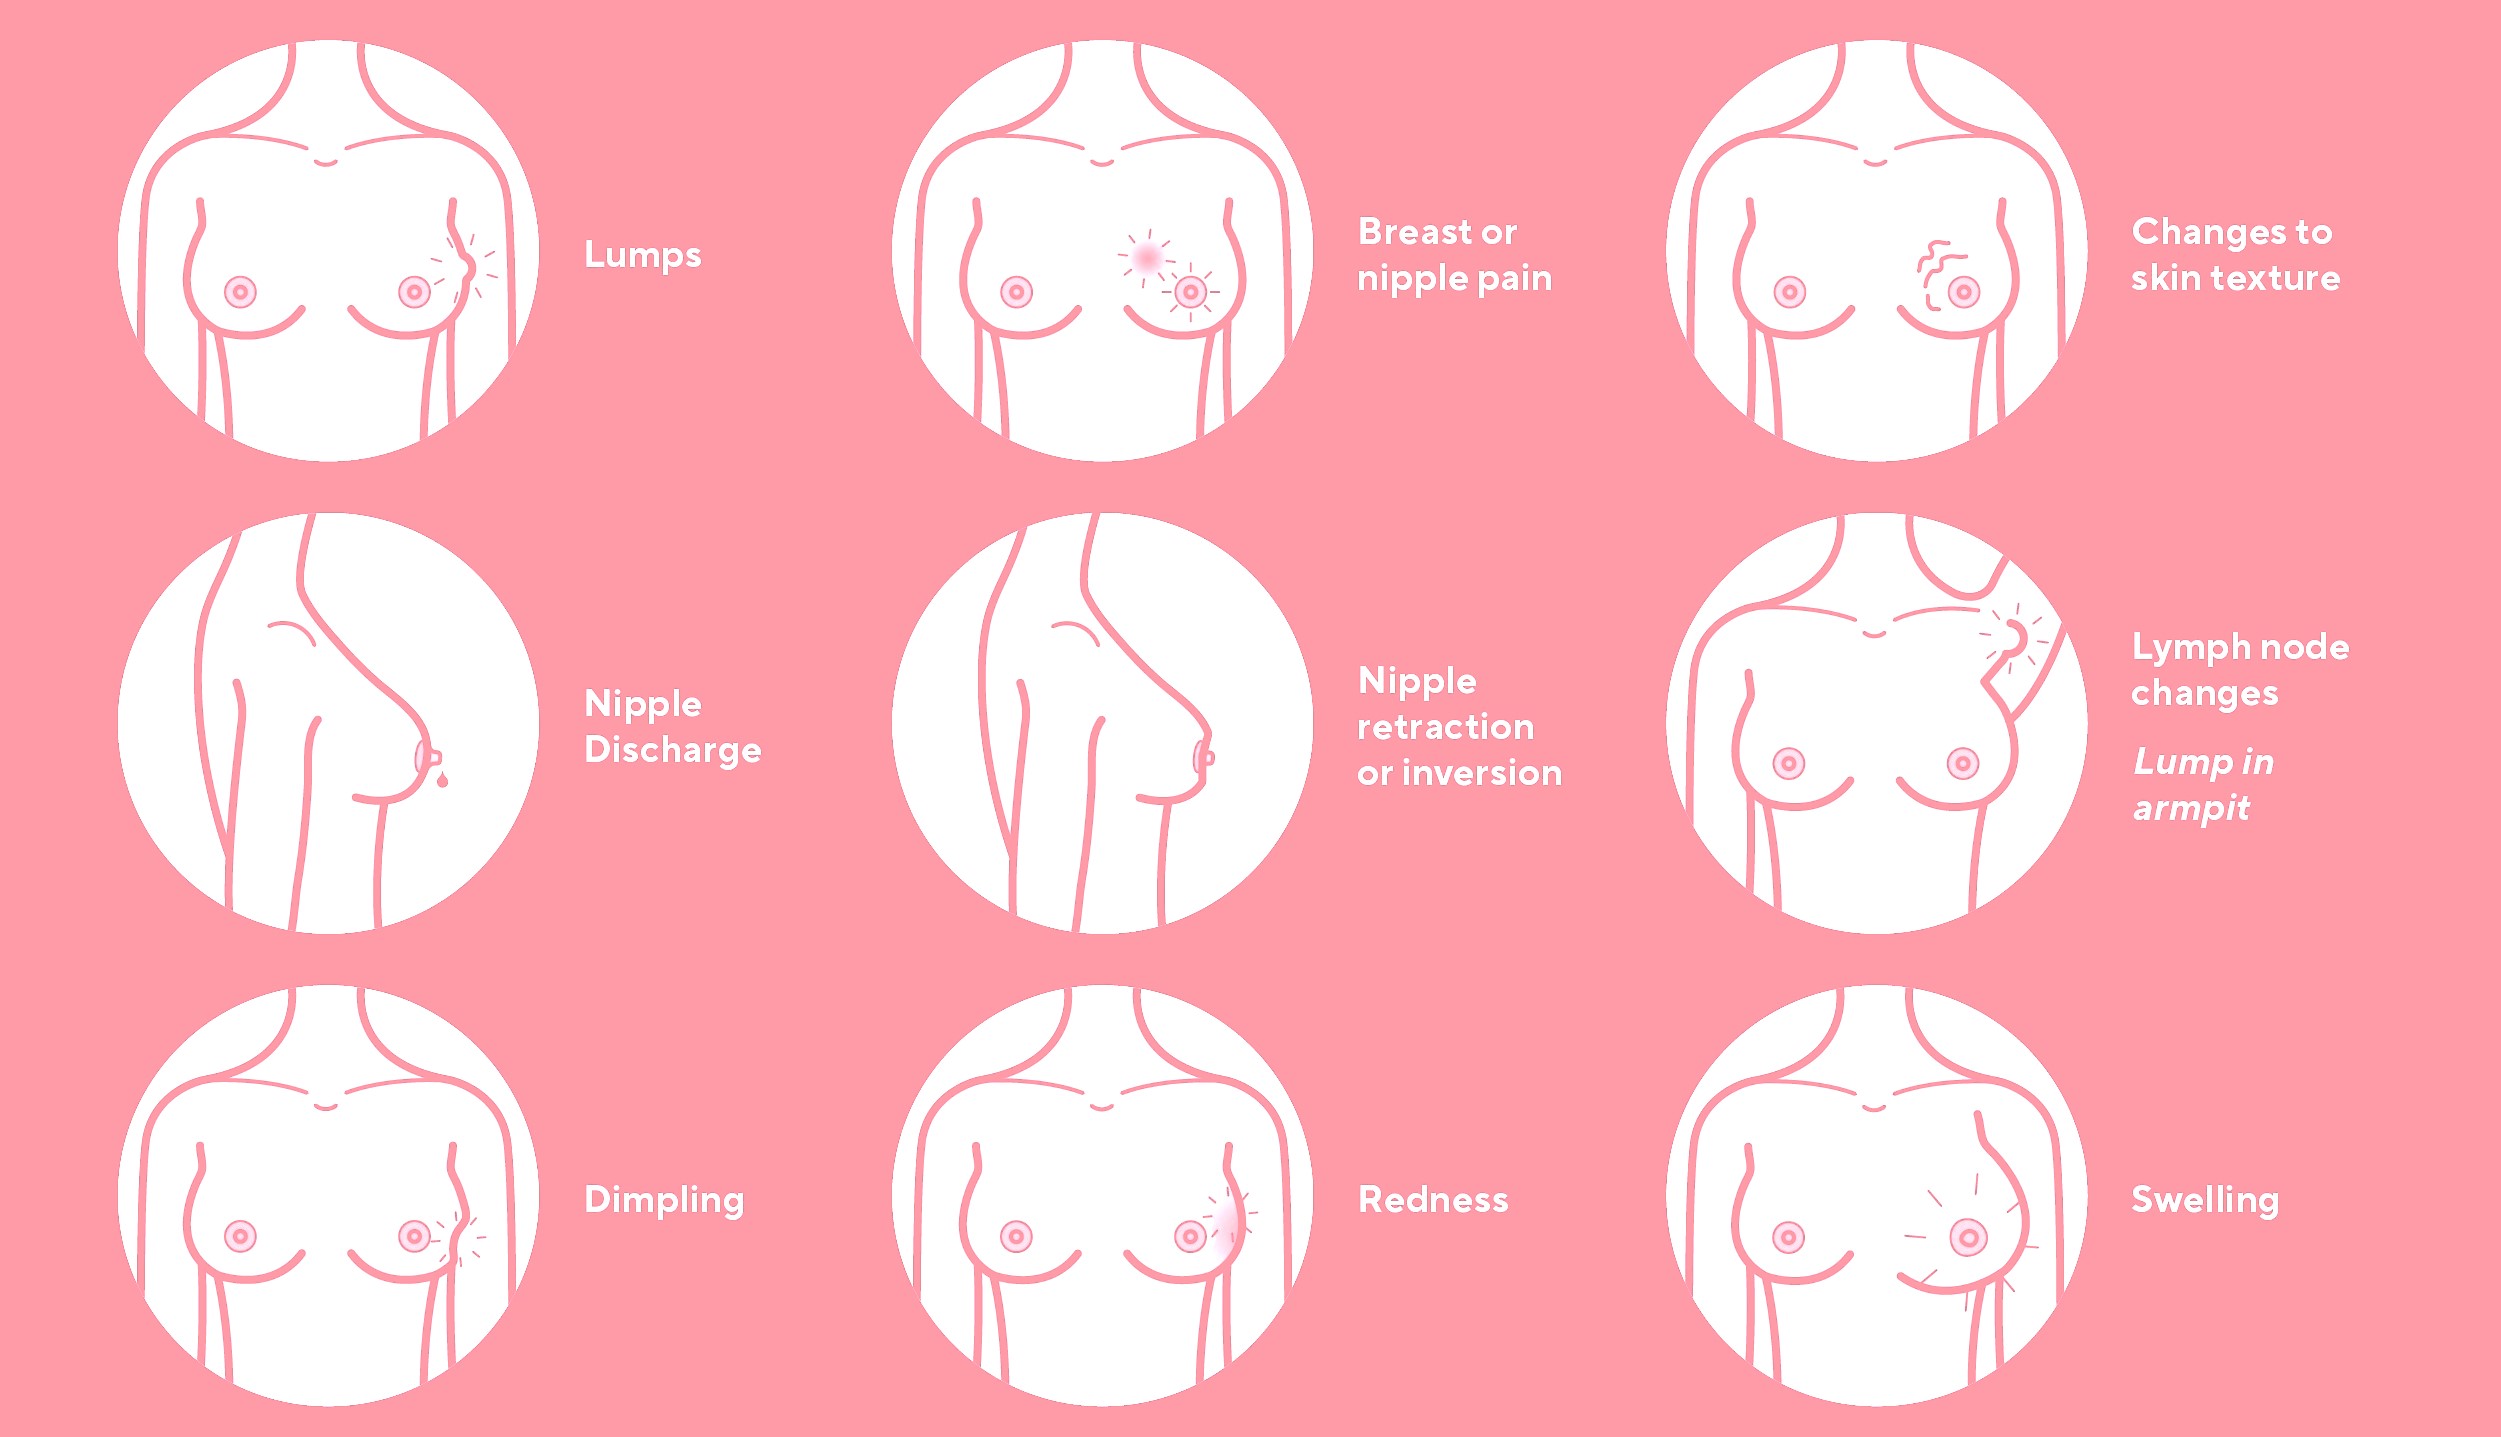 Lumps
Breast or
nipple pain
Changes to
skin texture
Nipple
Discharge
Nipple
retraction
or inversion
Lymph node
changes
Lump in
armpit
Dimpling
Redness
Swelling